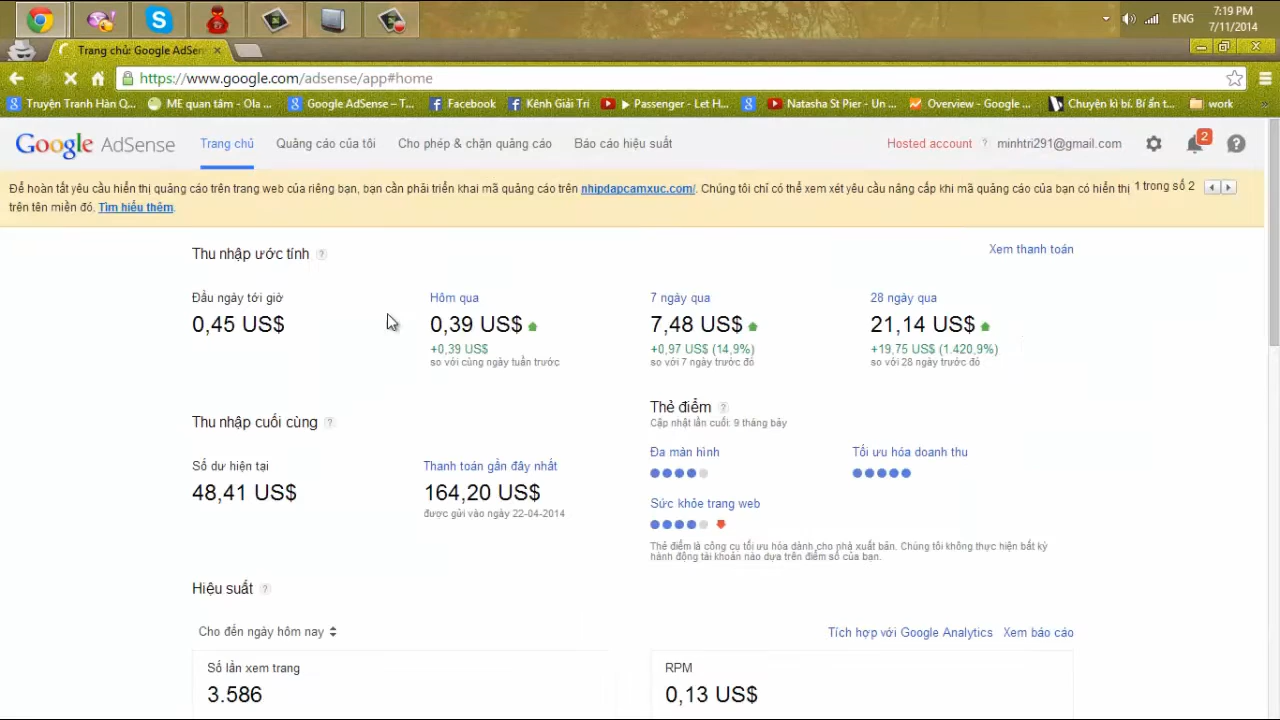 7:19 PM
ENG
7/11/2014
Trang chủ: Google AdSen
https://www.google.com/adsense/app#home
Truyện Tranh Hàn Q... ME quan tâm - Ola ... Google AdSense – T... Facebook Kênh Giải Trí ▶ Passenger - Let H... Natasha St Pier - Un ... Overview - Google ... Chuyện kì bí. Bí ẩn t... work »
Google AdSense Trang chủ Quảng cáo của tôi Cho phép & chặn quảng cáo Báo cáo hiệu suất Hosted account ? minhtri291@gmail.com 2 ?
Để hoàn tất yêu cầu hiển thị quảng cáo trên trang web của riêng bạn, bạn cần phải triển khai mã quảng cáo trên nhipdapcamxuc.com/. Chúng tôi chỉ có thể xem xét yêu cầu nâng cấp khi mã quảng cáo của bạn có hiển thị 1 trong số 2
trên tên miền đó. Tìm hiểu thêm.
Thu nhập ước tính ? Xem thanh toán
Đầu ngày tới giờ Hôm qua 7 ngày qua 28 ngày qua
0,45 US$ 0,39 US$ 7,48 US$ 21,14 US$
+0,39 US$ +0,97 US$ (14,9%) +19,75 US$ (1.420,9%)
so với cùng ngày tuần trước so với 7 ngày trước đó so với 28 ngày trước đó
Thu nhập cuối cùng ?
Số dư hiện tại Thanh toán gần đây nhất
48,41 US$ 164,20 US$
được gửi vào ngày 22-04-2014
Thẻ điểm ?
Cập nhật lần cuối: 9 tháng bảy
Đa màn hình Tối ưu hóa doanh thu
Sức khỏe trang web
Thẻ điểm là công cụ tối ưu hóa dành cho nhà xuất bản. Chúng tôi không thực hiện bất kỳ
hành động tài khoản nào dựa trên điểm số của bạn.
Hiệu suất ?
Cho đến ngày hôm nay Tích hợp với Google Analytics Xem báo cáo
Số lần xem trang RPM
3.586 0,13 US$